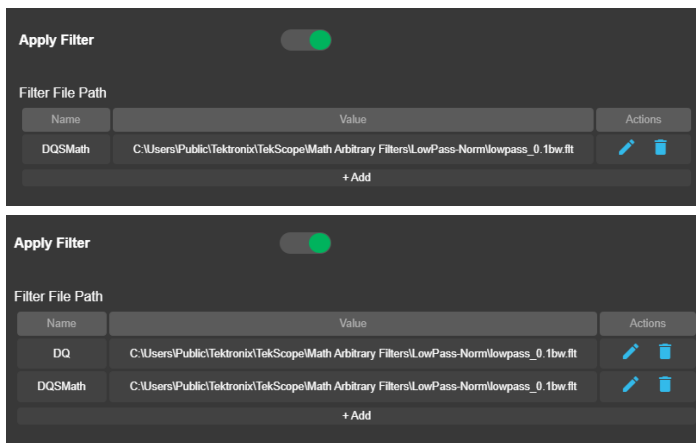 Apply Filter
Filter File Path
Name Value Actions
DQSMath C:\Users\Public\Tektronix\TekScope\Math Arbitrary Filters\LowPass-Norm\lowpass_0.1bw.flt
+ Add
Apply Filter
Filter File Path
Name Value Actions
DQ C:\Users\Public\Tektronix\TekScope\Math Arbitrary Filters\LowPass-Norm\lowpass_0.1bw.flt
DQSMath C:\Users\Public\Tektronix\TekScope\Math Arbitrary Filters\LowPass-Norm\lowpass_0.1bw.flt
+ Add